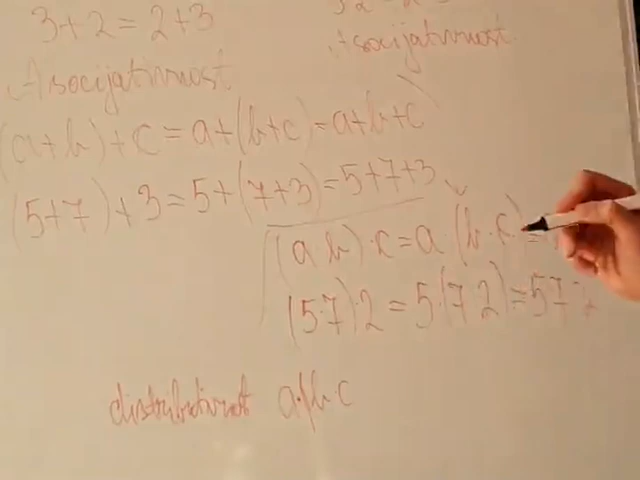 3+2=2+3
Asocijativnost
Asocijativnost
(a+b)+c=a+(b+c)=a+b+c
(5+7)+3=5+(7+3)=5+7+3
(a b)·c=a·(b·c)=
(5·7)·2=5(7 2)=5 7 2
distributivnost a·(b c